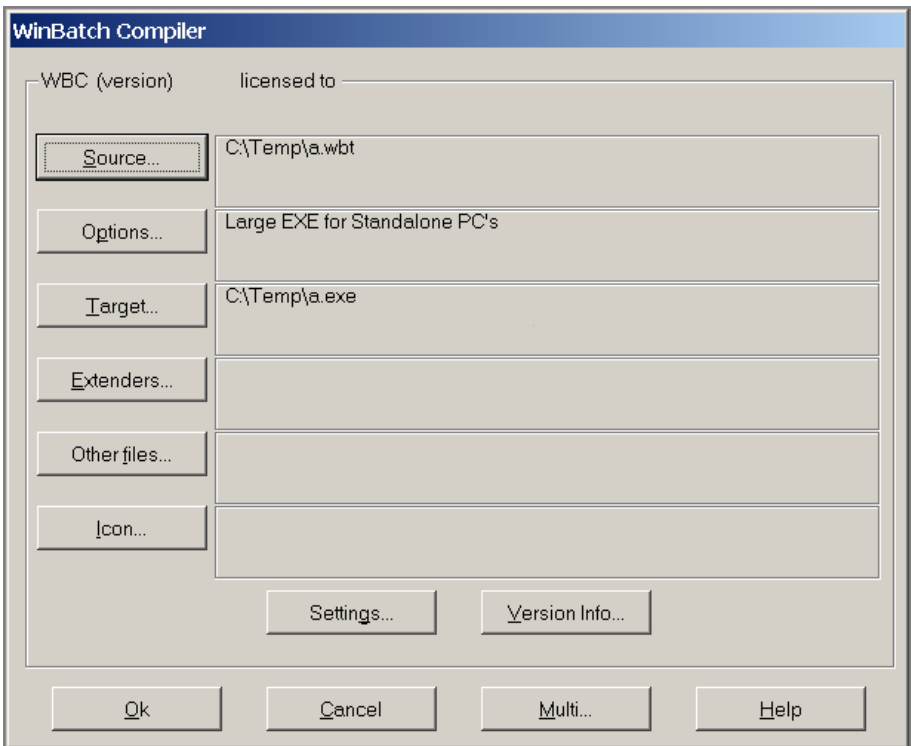 WinBatch Compiler
WBC (version) licensed to
Source... C:\Temp\a.wbt
Options... Large EXE for Standalone PC's
Target... C:\Temp\a.exe
Extenders...
Other files...
Icon...
Settings... Version Info...
Ok Cancel Multi... Help